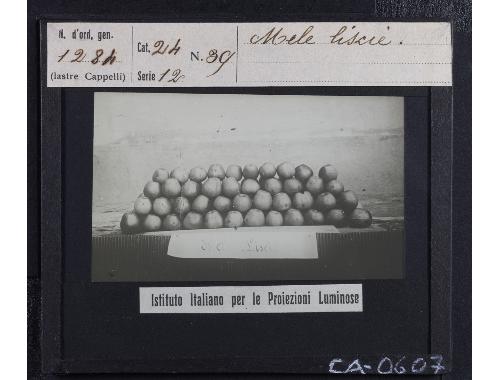 N. d'ord. gen.
1284
(lastre Cappelli)
Cat. 24
Serie 12
N. 39
Mele liscie.
Liscie
Istituto Italiano per le Proiezioni Luminose
CA-0607